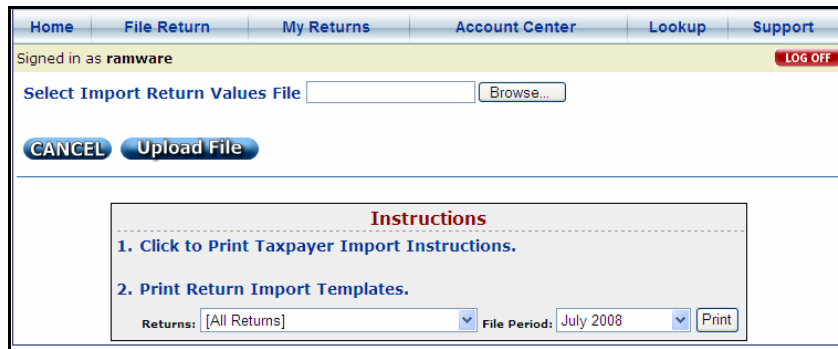 Home File Return My Returns Account Center Lookup Support
Signed in as ramware LOG OFF
Select Import Return Values File Browse...
CANCEL Upload File
Instructions
1. Click to Print Taxpayer Import Instructions.
2. Print Return Import Templates.
Returns: [All Returns] File Period: July 2008 Print